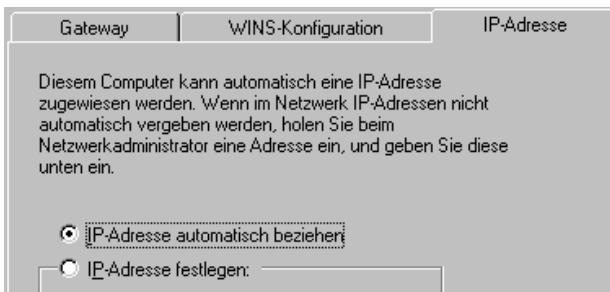 Gateway WINS-Konfiguration IP-Adresse
Diesem Computer kann automatisch eine IP-Adresse
zugewiesen werden. Wenn im Netzwerk IP-Adressen nicht
automatisch vergeben werden, holen Sie beim
Netzwerkadministrator eine Adresse ein, und geben Sie diese
unten ein.
IP-Adresse automatisch beziehen
IP-Adresse festlegen: